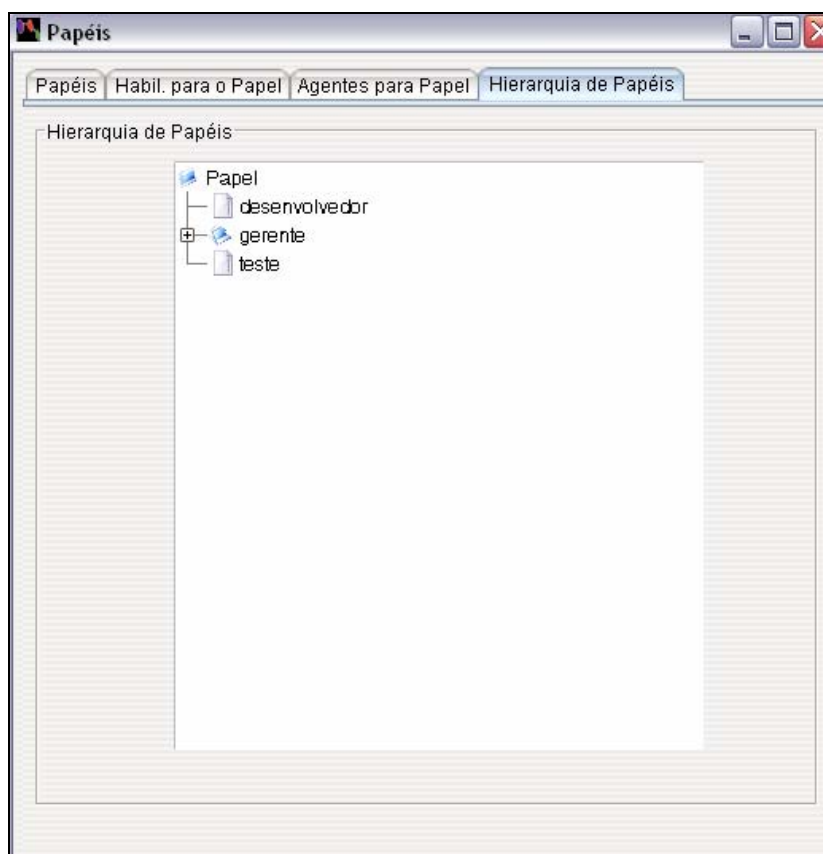 Papéis
Papéis Habil. para o Papel Agentes para Papel Hierarquia de Papéis
Hierarquia de Papéis
Papel
desenvolvedor
gerente
teste